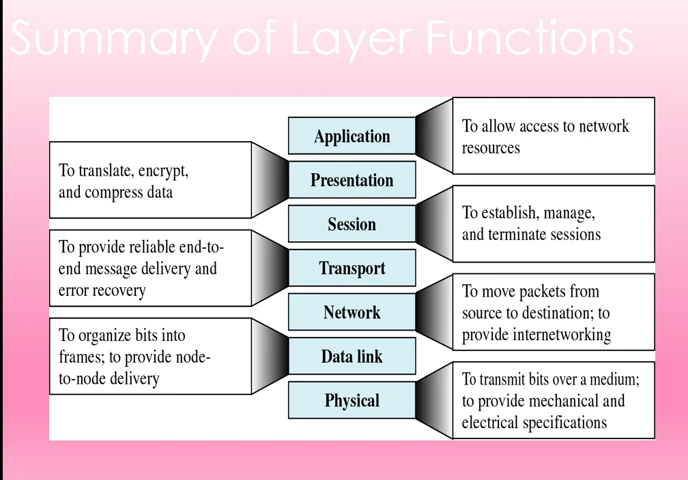 Summary of Layer Functions
Application
To allow access to network
resources
To translate, encrypt,
and compress data
Presentation
Session
To establish, manage,
and terminate sessions
To provide reliable end-to-
end message delivery and
error recovery
Transport
Network
To move packets from
source to destination; to
provide internetworking
To organize bits into
frames; to provide node-
to-node delivery
Data link
Physical
To transmit bits over a medium;
to provide mechanical and
electrical specifications